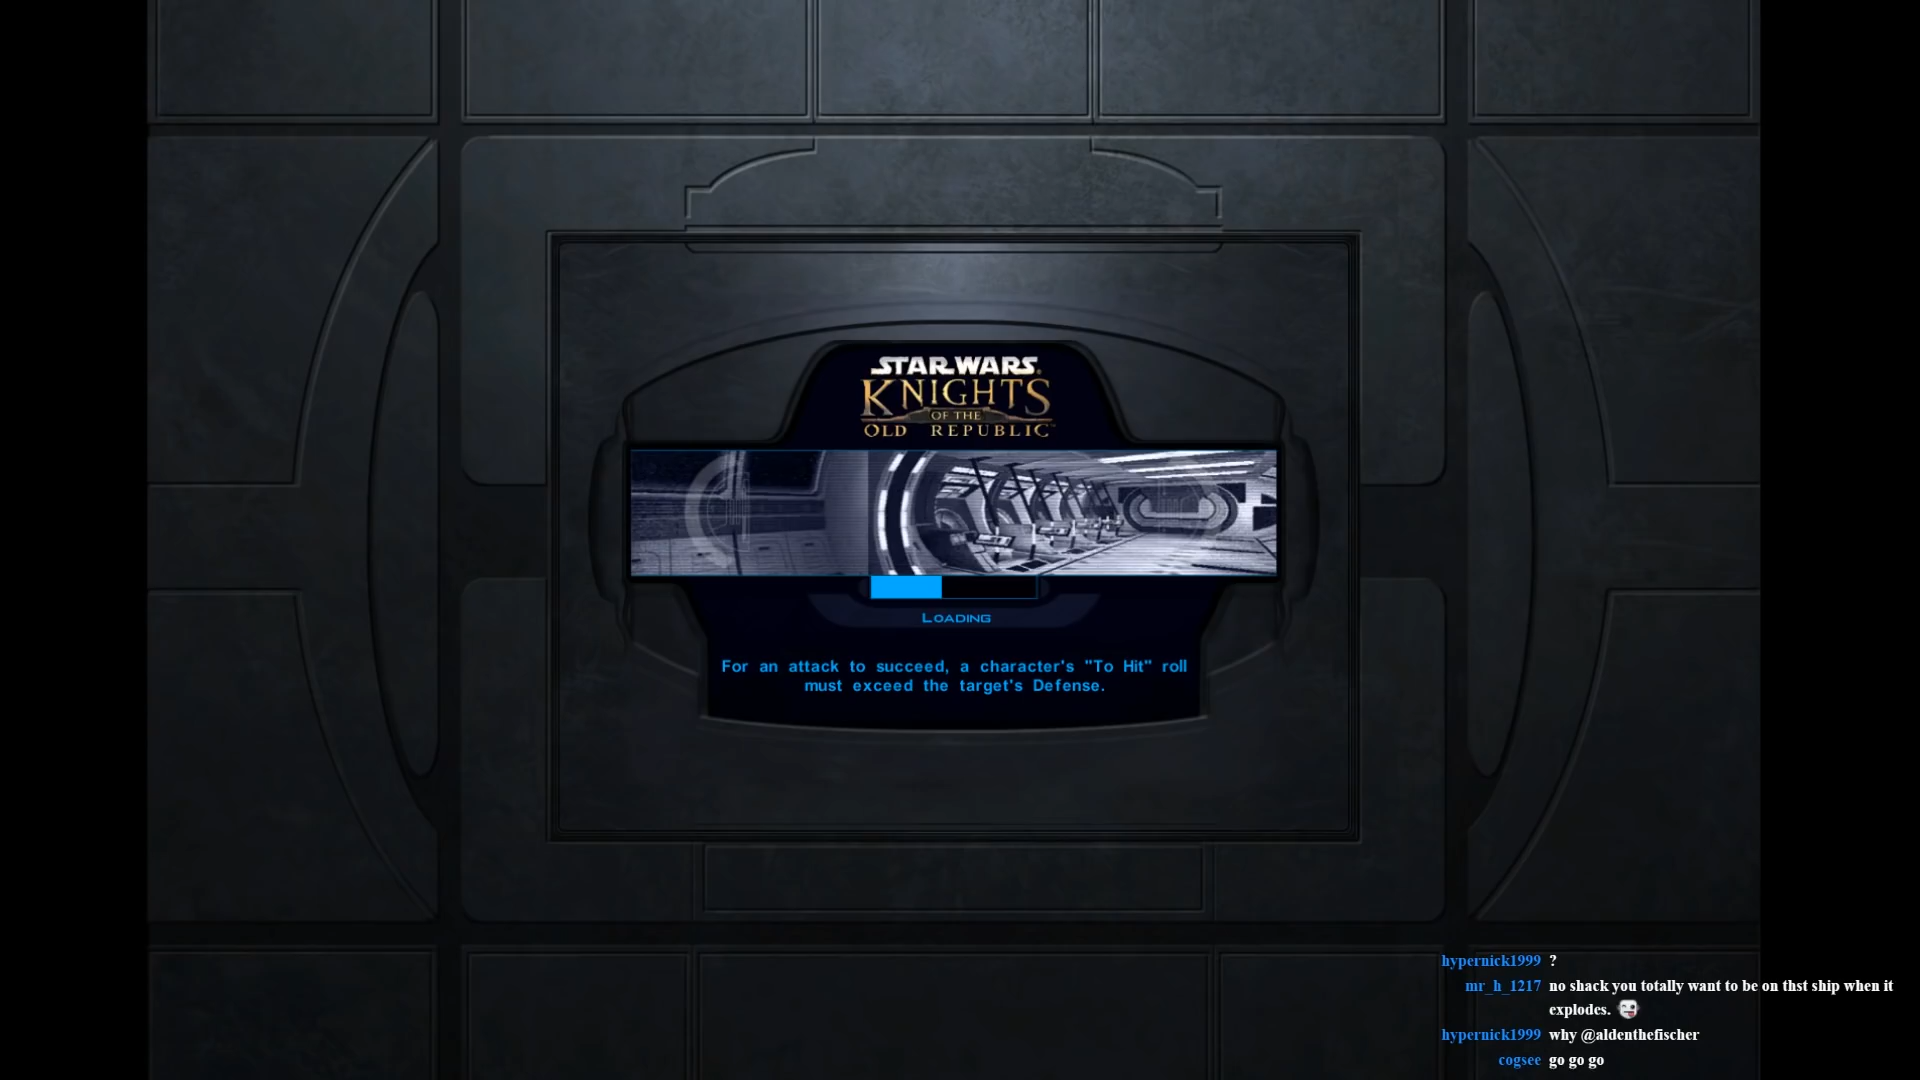 STAR WARS
KNIGHTS
OF THE
OLD REPUBLIC™
LOADING
For an attack to succeed, a character's "To Hit" roll
must exceed the target's Defense.
hypernick1999 ?
mr_h_1217 no shack you totally want to be on thst ship when it
explodes.
hypernick1999 why @aldenthefischer
cogsee go go go